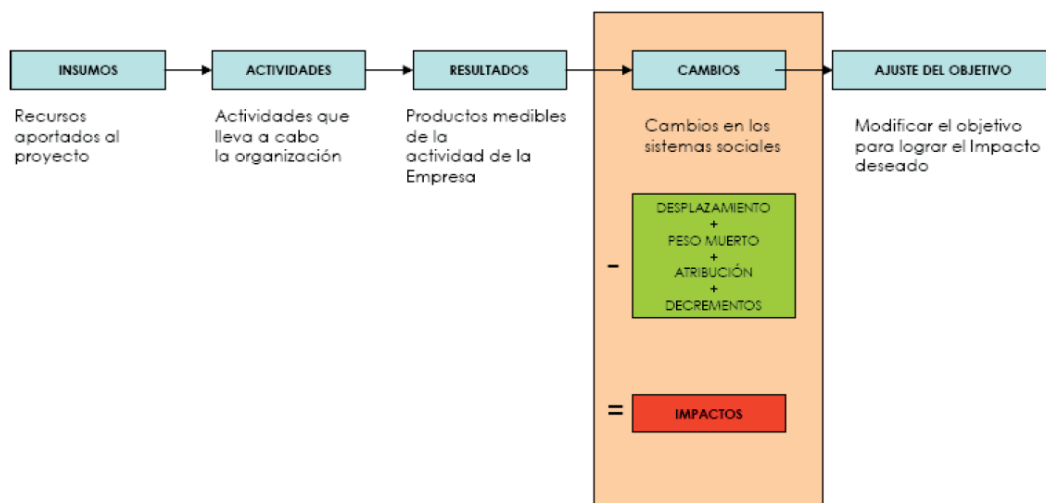 INSUMOS
ACTIVIDADES
RESULTADOS
CAMBIOS
AJUSTE DEL OBJETIVO
Recursos
aportados al
proyecto
Actividades que
lleva a cabo
la organización
Productos medibles
de la
actividad de la
Empresa
Cambios en los
sistemas sociales
Modificar el objetivo
para lograr el Impacto
deseado
-
DESPLAZAMIENTO
+
PESO MUERTO
+
ATRIBUCIÓN
+
DECREMENTOS
=
IMPACTOS